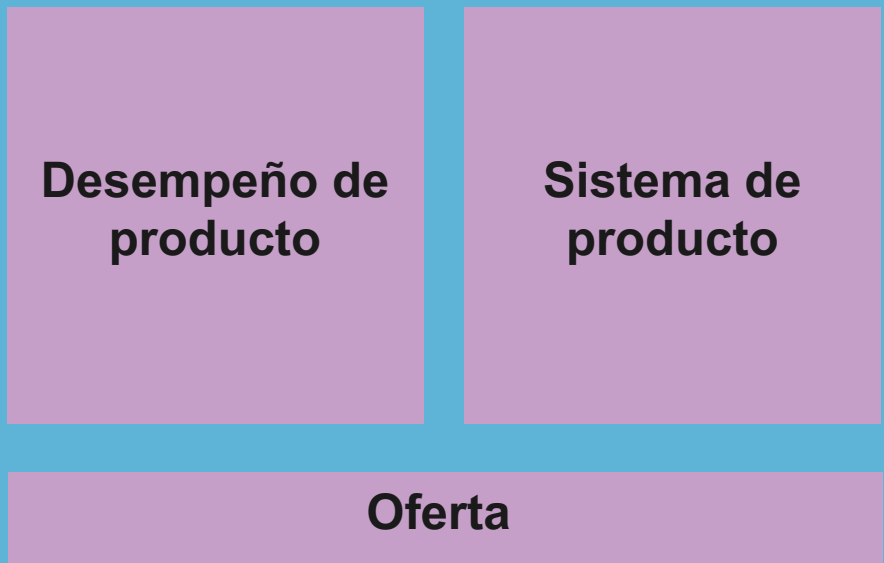 Desempeño de
producto
Sistema de
producto
Oferta